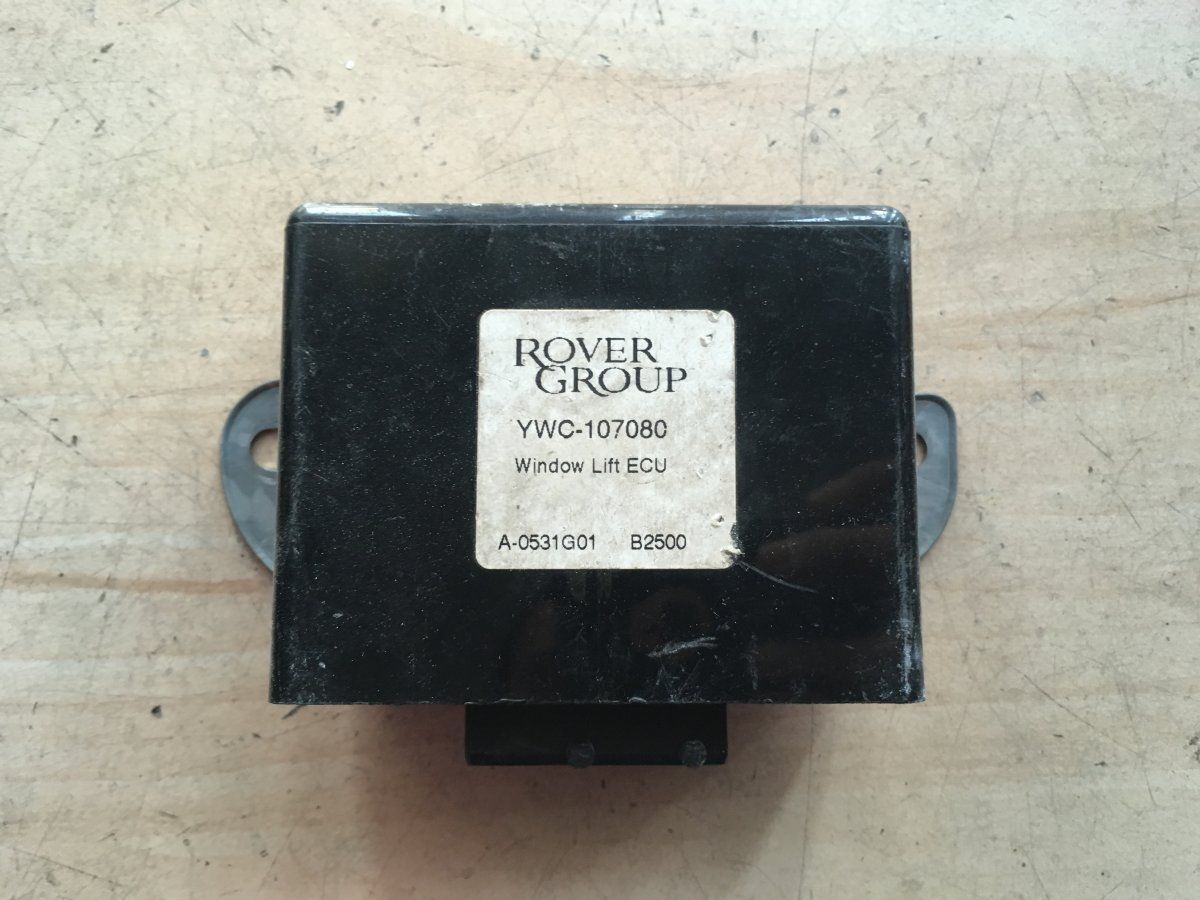 ROVER
GROUP
YWC-107080
Window Lift ECU
A-0531G01 B2500